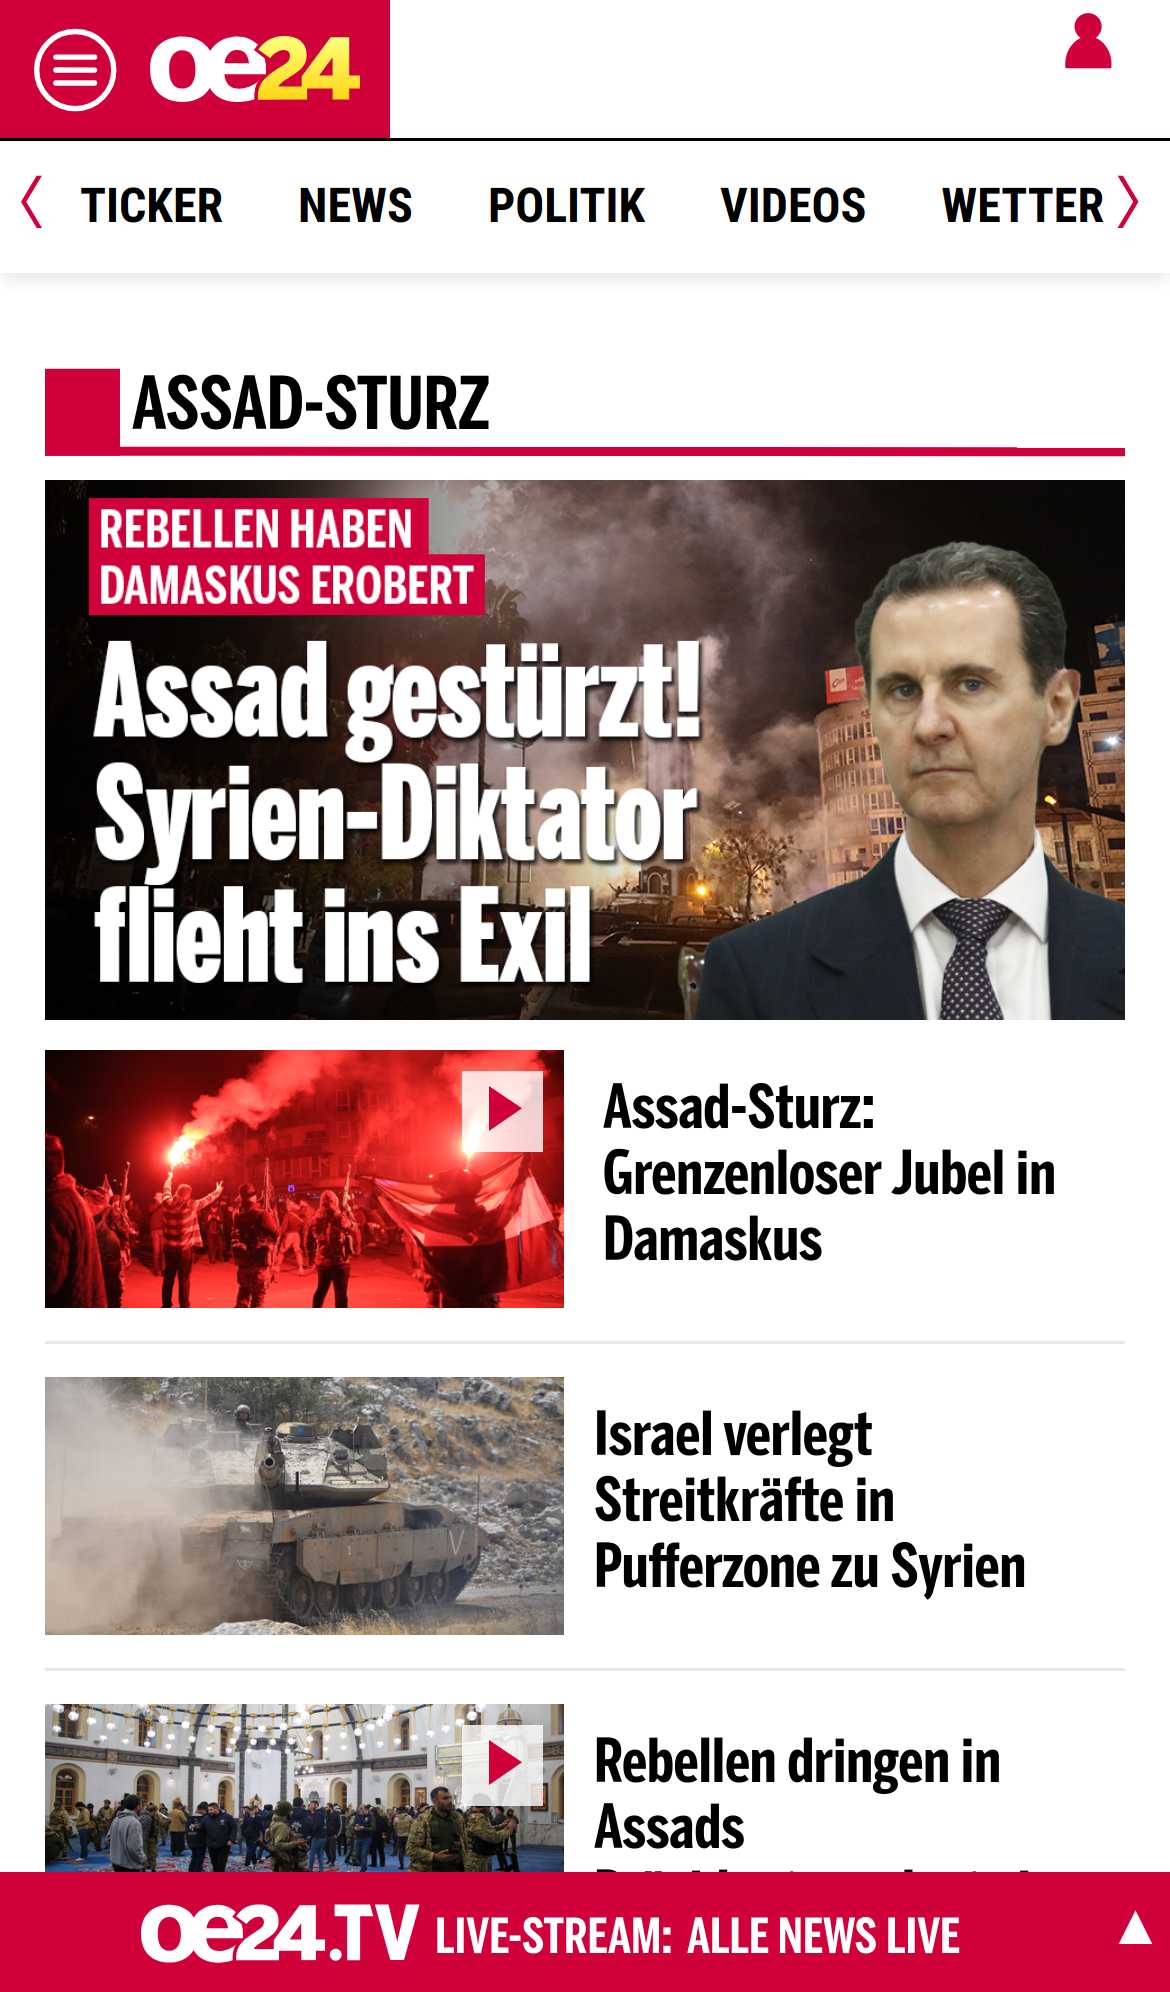 oe24
TICKER
NEWS
POLITIK
VIDEOS
WETTER
ASSAD-STURZ
REBELLEN HABEN
DAMASKUS EROBERT
Assad gestürzt!
Syrien-Diktator
flieht ins Exil
Assad-Sturz:
Grenzenloser Jubel in
Damaskus
Israel verlegt
Streitkräfte in
Pufferzone zu Syrien
Rebellen dringen in
Assads
oe24.TV LIVE-STREAM: ALLE NEWS LIVE